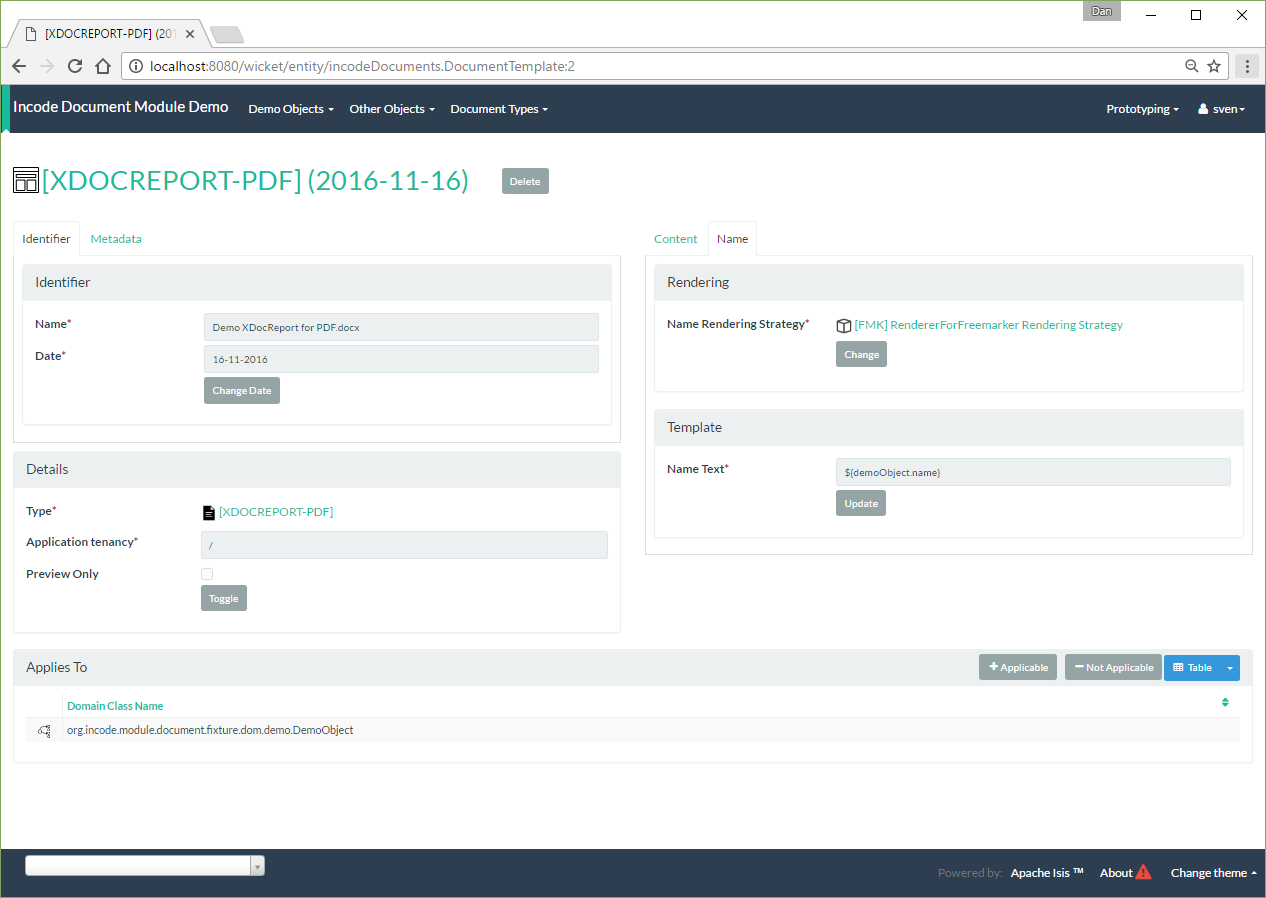 Dan
[XDOCREPORT-PDF] (201
localhost:8080/wicket/entity/incodeDocuments.DocumentTemplate:2
Incode Document Module Demo Demo Objects Other Objects Document Types Prototyping sven
[XDOCREPORT-PDF] (2016-11-16) Delete
Identifier Metadata
Identifier
Name* Demo XDocReport for PDF.docx
Date* 16-11-2016
Change Date
Details
Type* [XDOCREPORT-PDF]
Application tenancy* /
Preview Only
Toggle
Content Name
Rendering
Name Rendering Strategy* [FMK] RendererForFreemarker Rendering Strategy
Change
Template
Name Text* ${demoObject.name}
Update
Applies To + Applicable − Not Applicable Table
Domain Class Name
org.incode.module.document.fixture.dom.demo.DemoObject
Powered by: Apache Isis ™ About Change theme